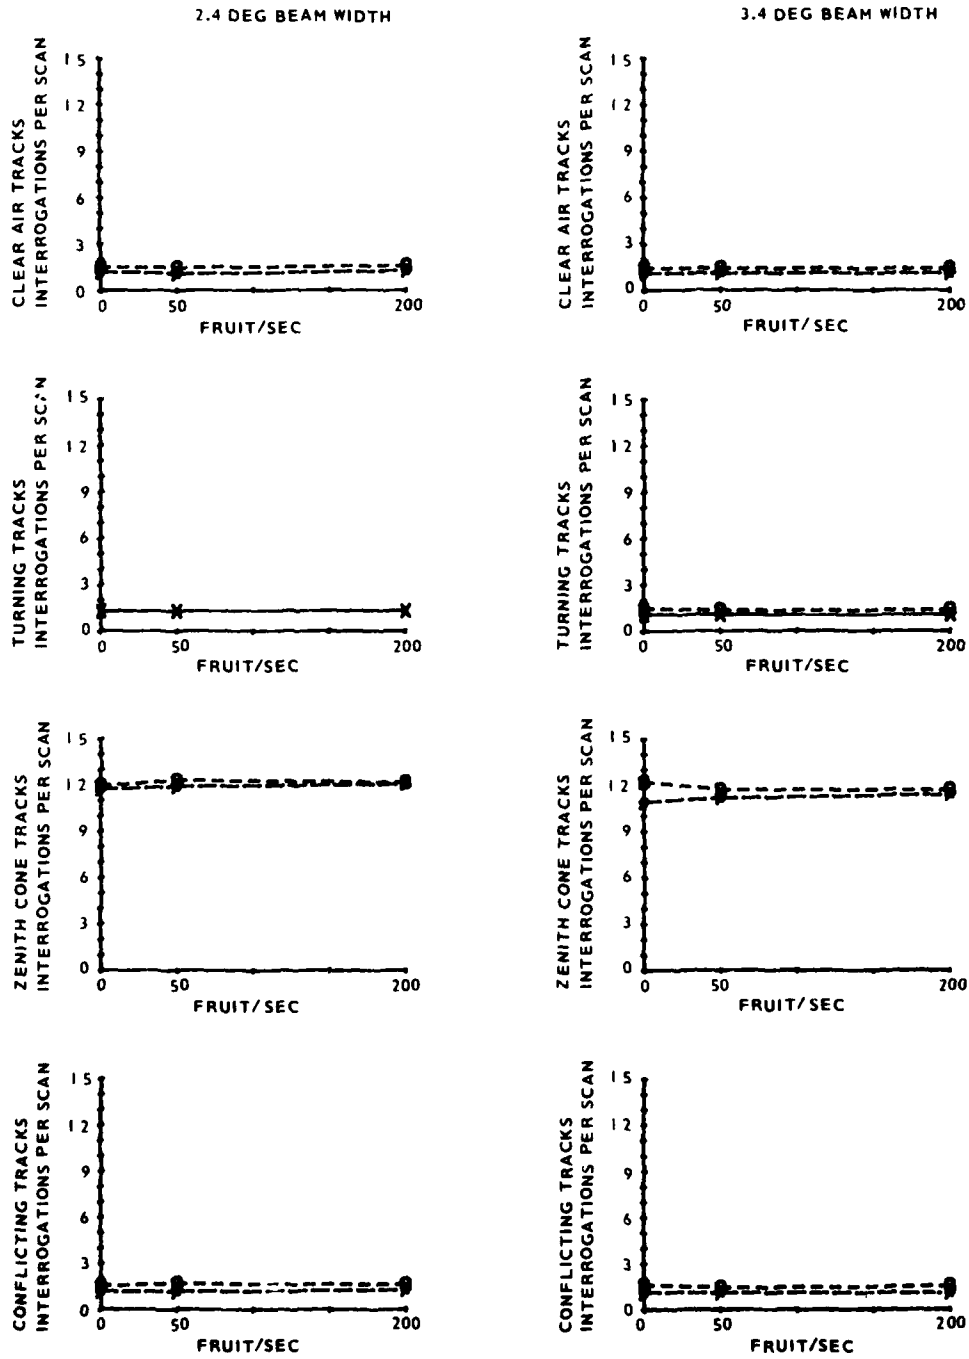 2.4 DEG BEAM WIDTH
3.4 DEG BEAM WIDTH
CLEAR AIR TRACKS
INTERROGATIONS PER SCAN
15
12
9
6
3
0
0 50 200
FRUIT/SEC
CLEAR AIR TRACKS
INTERROGATIONS PER SCAN
15
12
9
6
3
0
0 50 200
FRUIT/SEC
TURNING TRACKS
INTERROGATIONS PER SCAN
15
12
9
6
3
0
0 50 200
FRUIT/SEC
TURNING TRACKS
INTERROGATIONS PER SCAN
15
12
9
6
3
0
0 50 200
FRUIT/SEC
ZENITH CONE TRACKS
INTERROGATIONS PER SCAN
15
12
9
6
3
0
0 50 200
FRUIT/SEC
ZENITH CONE TRACKS
INTERROGATIONS PER SCAN
15
12
9
6
3
0
0 50 200
FRUIT/SEC
CONFLICTING TRACKS
INTERROGATIONS PER SCAN
15
12
9
6
3
0
0 50 200
FRUIT/SEC
CONFLICTING TRACKS
INTERROGATIONS PER SCAN
15
12
9
6
3
0
0 50 200
FRUIT/SEC